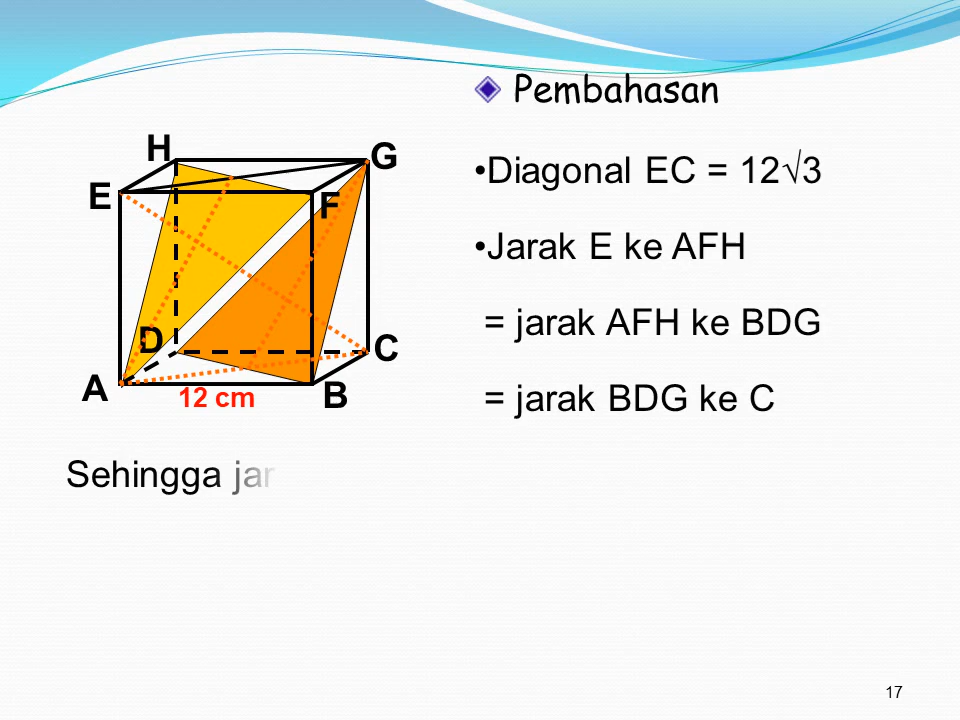 Pembahasan
•Diagonal EC = 12√3
•Jarak E ke AFH
= jarak AFH ke BDG
= jarak BDG ke C
H
G
E
F
D
C
A
12 cm
B
Sehingga jar
17